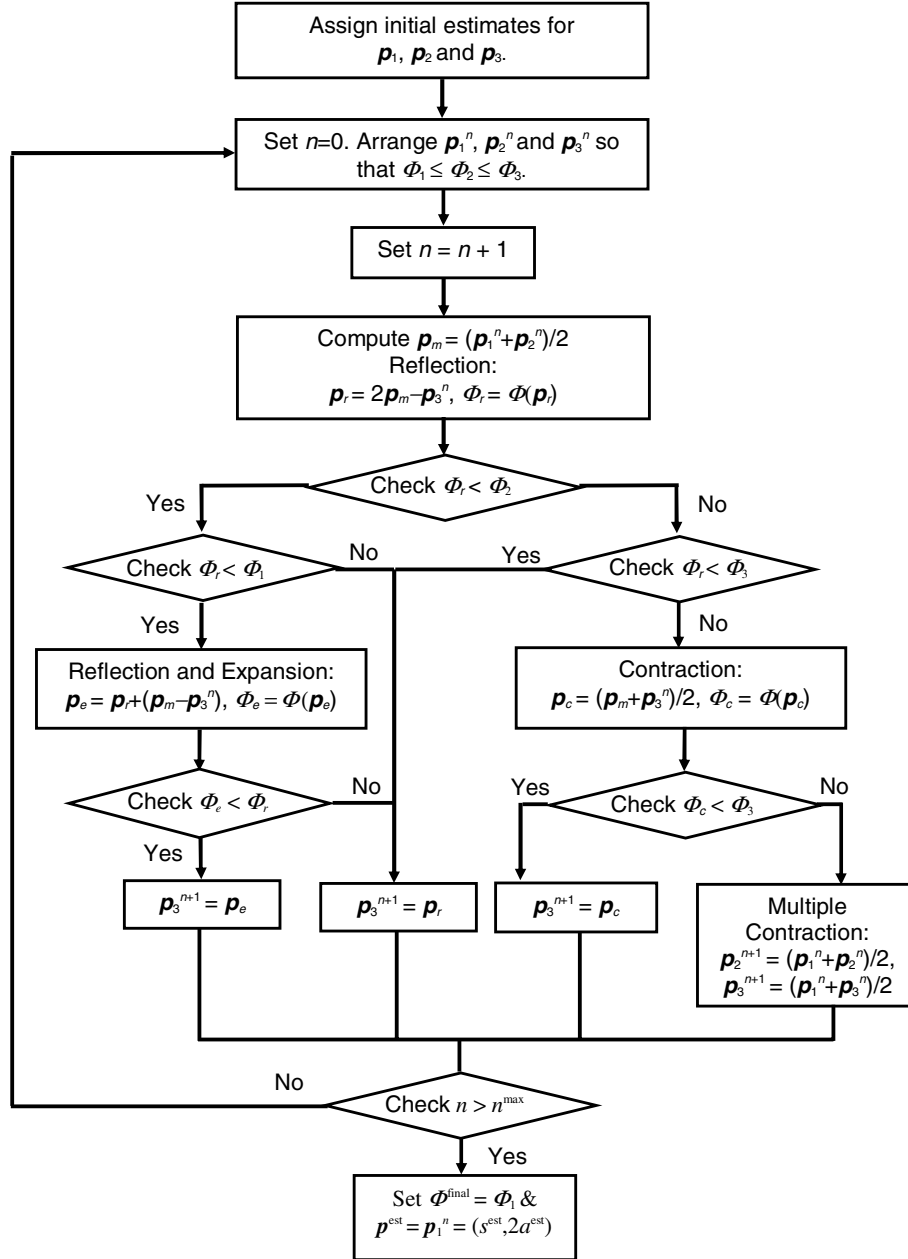 Assign initial estimates for
p₁, p₂ and p₃.
Set n=0. Arrange p₁ⁿ, p₂ⁿ and p₃ⁿ so
that Φ₁ ≤ Φ₂ ≤ Φ₃.
Set n = n + 1
Compute pₘ = (p₁ⁿ+p₂ⁿ)/2
Reflection:
pᵣ = 2pₘ−p₃ⁿ, Φᵣ = Φ(pᵣ)
Check Φᵣ < Φ₂
Yes
No
Check Φᵣ < Φ₁
No
Yes
Check Φᵣ < Φ₃
Yes
No
Reflection and Expansion:
pₑ = pᵣ+(pₘ−p₃ⁿ), Φₑ = Φ(pₑ)
Contraction:
p_c = (pₘ+p₃ⁿ)/2, Φ_c = Φ(p_c)
Check Φₑ < Φᵣ
No
Yes
Check Φ_c < Φ₃
No
Yes
p₃ⁿ⁺¹ = pₑ
p₃ⁿ⁺¹ = pᵣ
p₃ⁿ⁺¹ = p_c
Multiple
Contraction:
p₂ⁿ⁺¹ = (p₁ⁿ+p₂ⁿ)/2,
p₃ⁿ⁺¹ = (p₁ⁿ+p₃ⁿ)/2
No
Check n > nᵐᵃˣ
Yes
Set Φᶠⁱⁿᵃˡ = Φ₁ &
pᵉˢᵗ = p₁ⁿ = (sᵉˢᵗ,2aᵉˢᵗ)